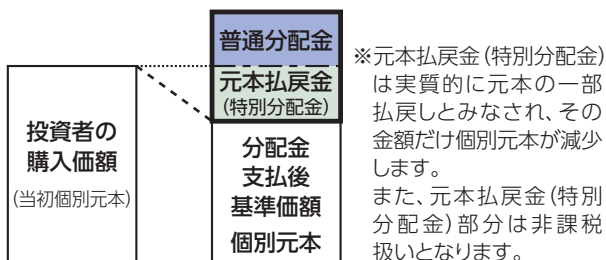 普通分配金
元本払戻金
(特別分配金)
投資者の
購入価額
(当初個別元本)
分配金
支払後
基準価額
個別元本
※元本払戻金(特別分配金)
は実質的に元本の一部
払戻しとみなされ、その
金額だけ個別元本が減少
します。
また、元本払戻金(特別
分配金)部分は非課税
扱いとなります。